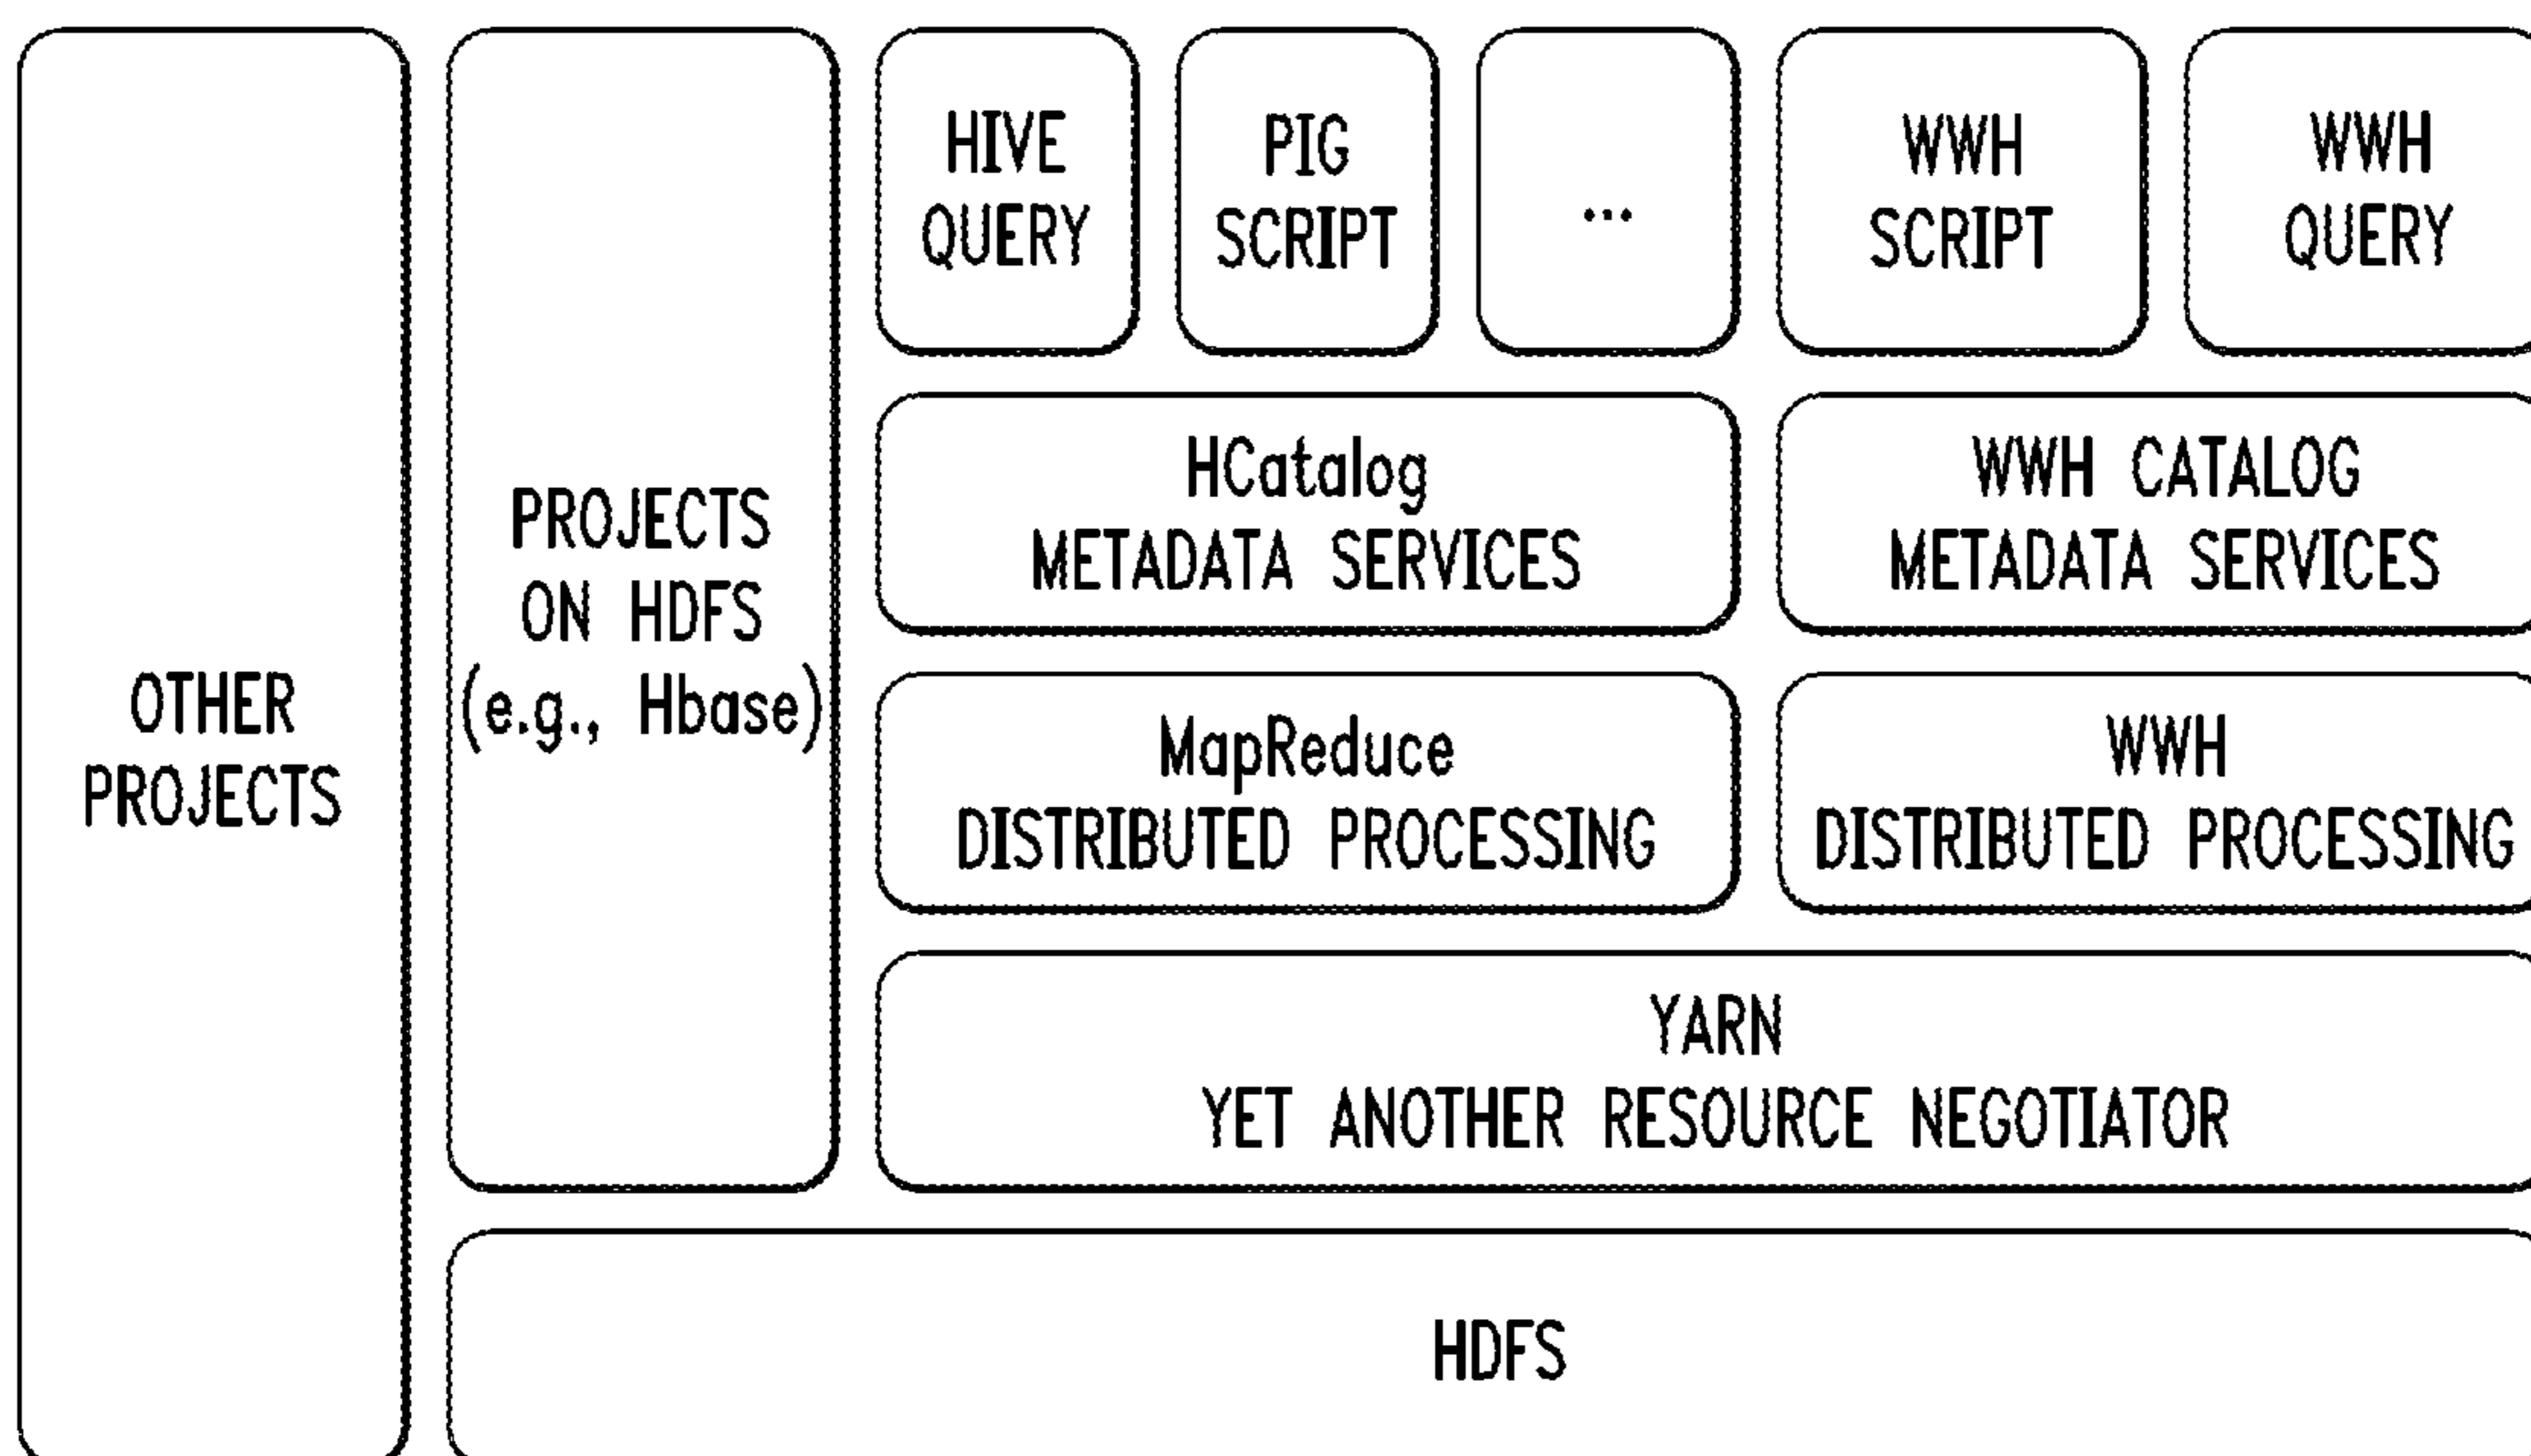 OTHER
PROJECTS
PROJECTS
ON HDFS
(e.g., Hbase)
HIVE
QUERY
PIG
SCRIPT
...
WWH
SCRIPT
WWH
QUERY
HCatalog
METADATA SERVICES
WWH CATALOG
METADATA SERVICES
MapReduce
DISTRIBUTED PROCESSING
WWH
DISTRIBUTED PROCESSING
YARN
YET ANOTHER RESOURCE NEGOTIATOR
HDFS